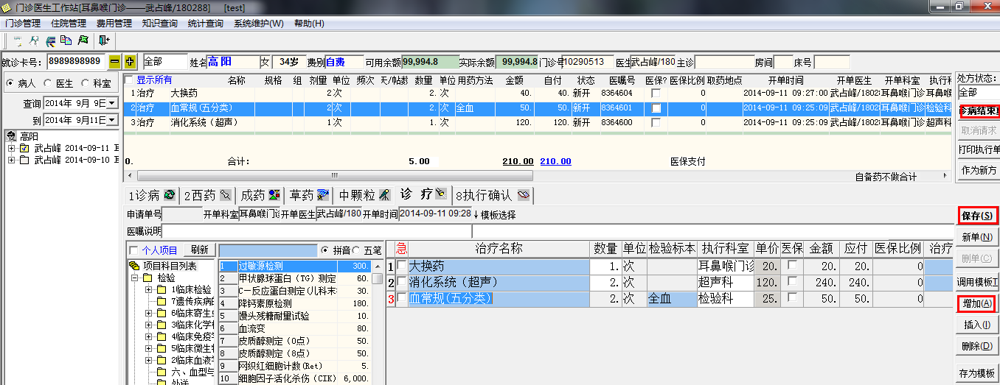 门诊医生工作站[耳鼻喉门诊——武占峰/180288] [test]
门诊管理 住院管理 费用管理 知识查询 统计查询 系统维护(W) 帮助(H)
就诊卡号: 8989898989 全部 姓名 高阳 女 34岁 费别 自费 可用余额 99,994.8 实际余额 99,994.8 门诊号 10290513 医生 武占峰/180 主诊 房间 床号
病人 医生 科室
查询 2014年 9月 9日
到 2014年 9月11日
高阳
武占峰 2014-09-11
武占峰 2014-09-10
显示所有 名称 规格 组 剂量 单位 频次 天/帖数 数量 单位 用药方法 金额 自付 状态 医嘱号 医保? 医保比例 取药地点 开单时间 开单医生 开单科室 执行科
1 治疗 大换药 2 次 2. 次 40. 40. 新开 8364604 0 2014-09-11 09:27:00 武占峰/1802 耳鼻喉门诊 耳鼻喉
2 治疗 血常规(五分类) 2 次 2. 次 全血 50. 50. 新开 8364601 0 2014-09-11 09:25:09 武占峰/1802 耳鼻喉门诊 检验科
3 治疗 消化系统（超声） 1 次 1. 次 120. 120. 新开 8364600 0 2014-09-11 09:25:09 武占峰/1802 耳鼻喉门诊 超声科
0. 合计: 5.00 210.00 210.00 医保支付
自备药不做合计
处方状态:
全部
诊病结束
取消请求
打印执行单
作为新方
1诊病 2西药 成药 草药 中颗粒 诊 疗 8执行确认
申请单号 开单科室 耳鼻喉门诊 开单医生 武占峰/180 开单时间 2014-09-11 09:28 ↓模板选择
医嘱说明
个人项目 刷新 拼音 五笔
项目科目列表
检验
1临床检验
7遗传疾病的
6临床寄生
3临床化学检
4临床免疫学
5临床微生物
2临床血液学
六、血型与
外送
1 过敏源检测 300.
2 甲状腺球蛋白（TG）测定 60.
3 C—反应蛋白测定(儿科末 30.
4 降钙素原检测 180.
5 馒头残糖耐量试验 10.
6 血流变 80.
7 皮质醇测定（0点） 50.
8 皮质醇测定（8点） 50.
9 网织红细胞计数(Ret) 5.
10 细胞因子活化杀伤（CIK） 6,000.
急 治疗名称 数量 单位 检验标本 执行科室 单价 医保 金额 应付 医保比例 治疗
1 大换药 1. 次 耳鼻喉门诊 20. 20. 20. 0
2 消化系统（超声） 2. 次 超声科 120. 240. 240. 0
3 血常规(五分类) 2. 次 全血 检验科 25. 50. 50. 0
保存(S)
新单(N)
删单(C)
调用模板
增加(A)
插入(I)
删除(D)
存为模板